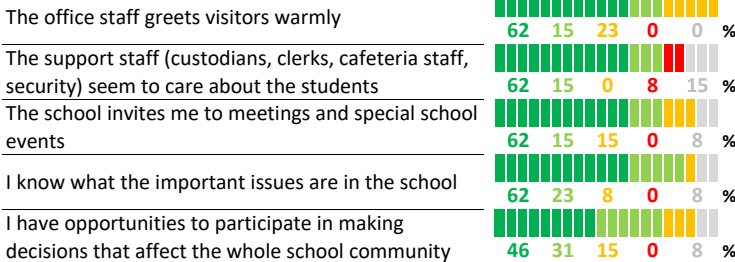 The office staff greets visitors warmly
62 15 23 0 0 %
The support staff (custodians, clerks, cafeteria staff,
security) seem to care about the students
62 15 0 8 15 %
The school invites me to meetings and special school
events
62 15 15 0 8 %
I know what the important issues are in the school
62 23 8 0 8 %
I have opportunities to participate in making
decisions that affect the whole school community
46 31 15 0 8 %